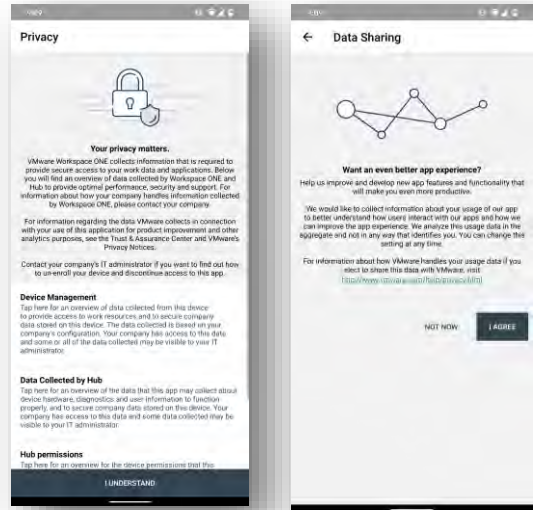 Privacy
Your privacy matters.
VMware Workspace ONE collects information that is required to
provide secure access to your work data and applications. Below
you will find an overview of data collected by Workspace ONE and
Hub to provide optimal performance, security and support. For
information about how your company handles information collected
by Workspace ONE, please contact your company.
For information regarding the data VMware collects in connection
with your use of this application for product improvement and other
analytics purposes, see the Trust & Assurance Center and VMware's
Privacy Notices.
Contact your company's IT administrator if you want to find out how
to un-enroll your device and discontinue access to this app.
Device Management
Tap here for an overview of data collected from this device
to provide access to work resources and to secure company
data stored on this device. The data collected is based on your
company's configuration. Your company has access to this data
and some or all of the data collected may be visible to your IT
administrator.
Data Collected by Hub
Tap here for an overview of the data that this app may collect about
device hardware, diagnostics and user information to function
properly, and to secure company data stored on this device. Your
company has access to this data and some data collected may be
visible to your IT administrator.
Hub permissions
Tap here for an overview for the device permissions that this
I UNDERSTAND
Data Sharing
Want an even better app experience?
Help us improve and develop new app features and functionality that
will make you even more productive.
We would like to collect information about your usage of our app
to better understand how users interact with our apps and how we
can improve the app experience. We analyze this usage data in the
aggregate and not in any way that identifies you. You can change this
setting at any time.
For information about how VMware handles your usage data if you
elect to share this data with VMware, visit
http://www.vmware.com/help/privacy.html
NOT NOW
I AGREE